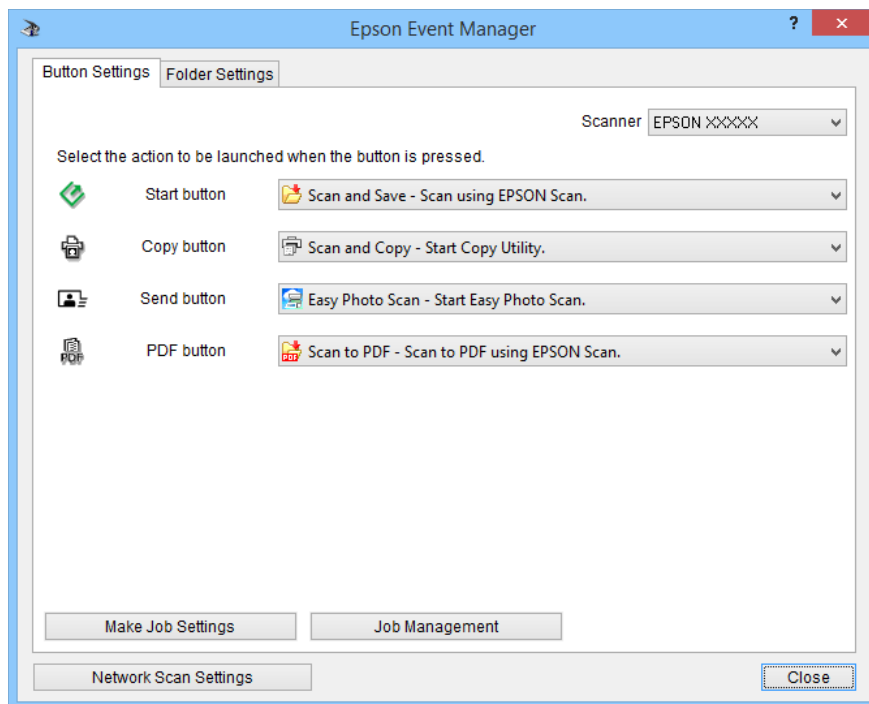 Epson Event Manager
?
Button Settings Folder Settings
Scanner EPSON XXXXX
Select the action to be launched when the button is pressed.
Start button Scan and Save - Scan using EPSON Scan.
Copy button Scan and Copy - Start Copy Utility.
Send button Easy Photo Scan - Start Easy Photo Scan.
PDF PDF button PDF Scan to PDF - Scan to PDF using EPSON Scan.
Make Job Settings Job Management
Network Scan Settings Close